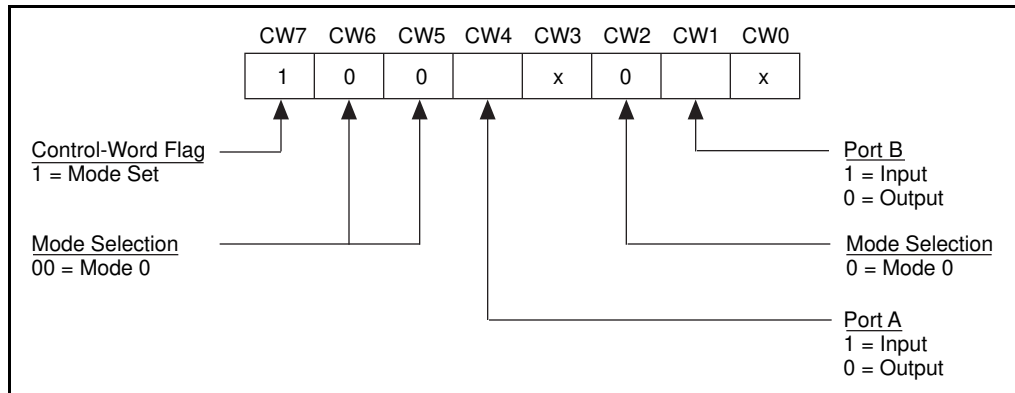 CW7 CW6 CW5 CW4 CW3 CW2 CW1 CW0
1 0 0 x 0 x
Control-Word Flag
1 = Mode Set
Mode Selection
00 = Mode 0
Port B
1 = Input
0 = Output
Mode Selection
0 = Mode 0
Port A
1 = Input
0 = Output